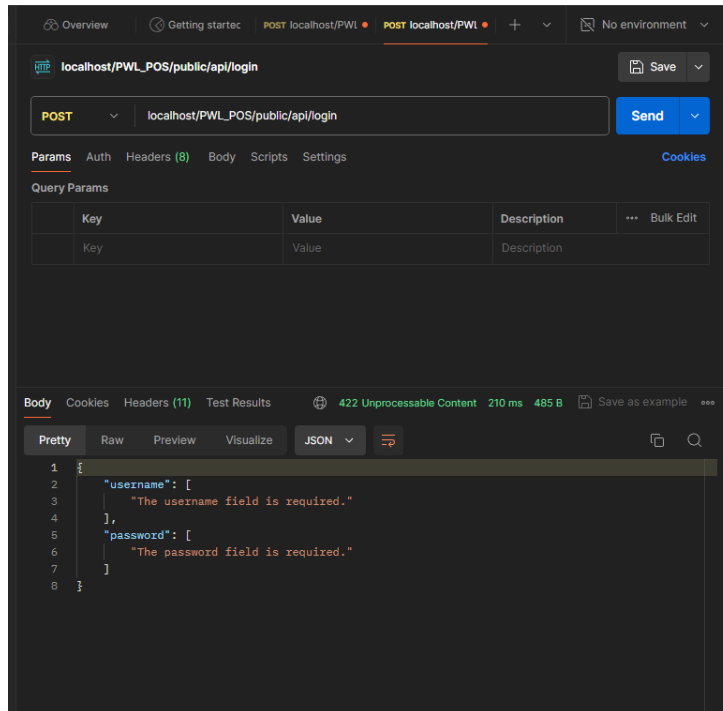 Overview Getting startec POST localhost/PWL POST localhost/PWL No environment
HTTP localhost/PWL_POS/public/api/login Save
POST localhost/PWL_POS/public/api/login Send
Params Auth Headers (8) Body Scripts Settings Cookies
Query Params
Key Value Description Bulk Edit
Key Value Description
Body Cookies Headers (11) Test Results 422 Unprocessable Content 210 ms 485 B Save as example
Pretty Raw Preview Visualize JSON
1 {
2 "username": [
3 "The username field is required."
4 ],
5 "password": [
6 "The password field is required."
7 ]
8 }